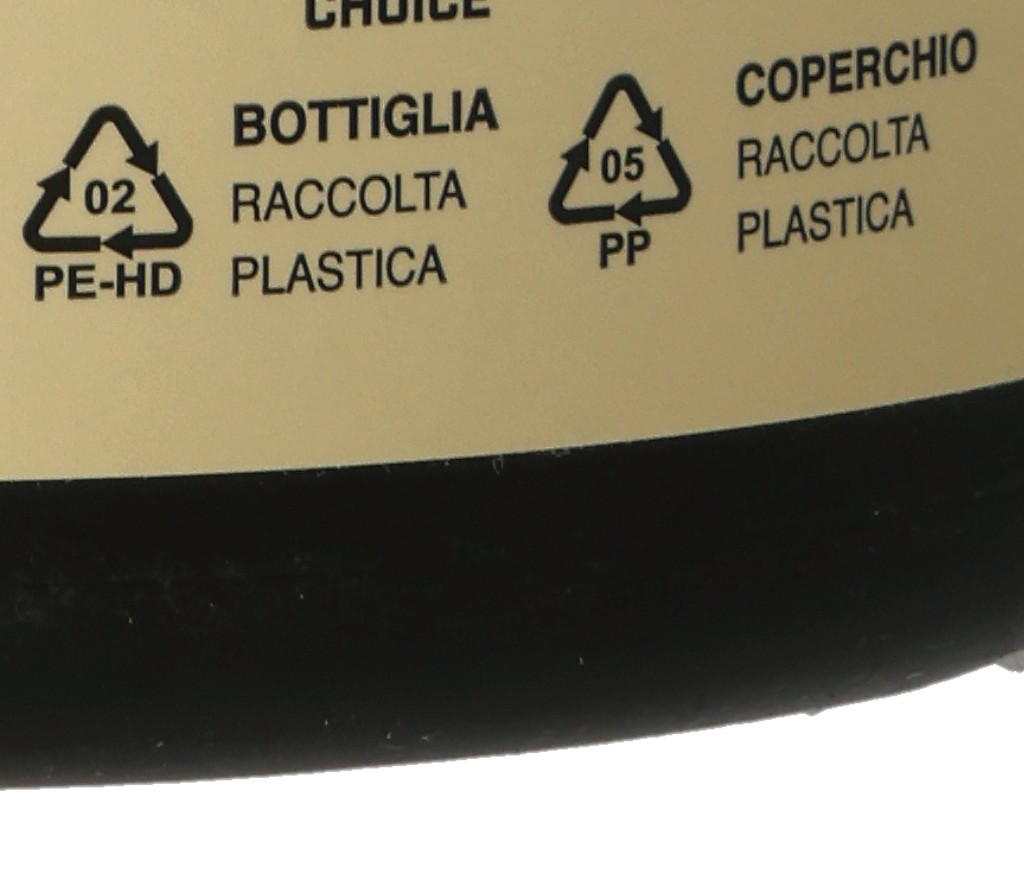 CHOICE
02
PE-HD
BOTTIGLIA
RACCOLTA
PLASTICA
05
PP
COPERCHIO
RACCOLTA
PLASTICA